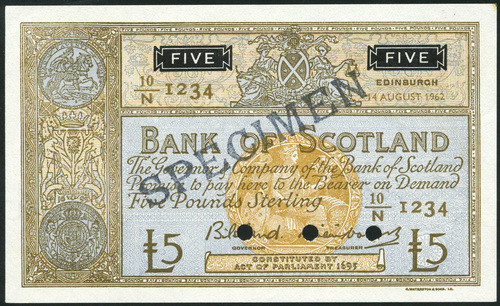 FIVE FIVE
10/N 1234
EDINBURGH
14 AUGUST 1962
SPECIMEN
BANK OF SCOTLAND
The Governor & Company of the Bank of Scotland
Promise to pay here to the Bearer on Demand
Five Pounds Sterling
10/N 1234
GOVERNOR TREASURER
£5 £5
CONSTITUTED BY
ACT OF PARLIAMENT 1695